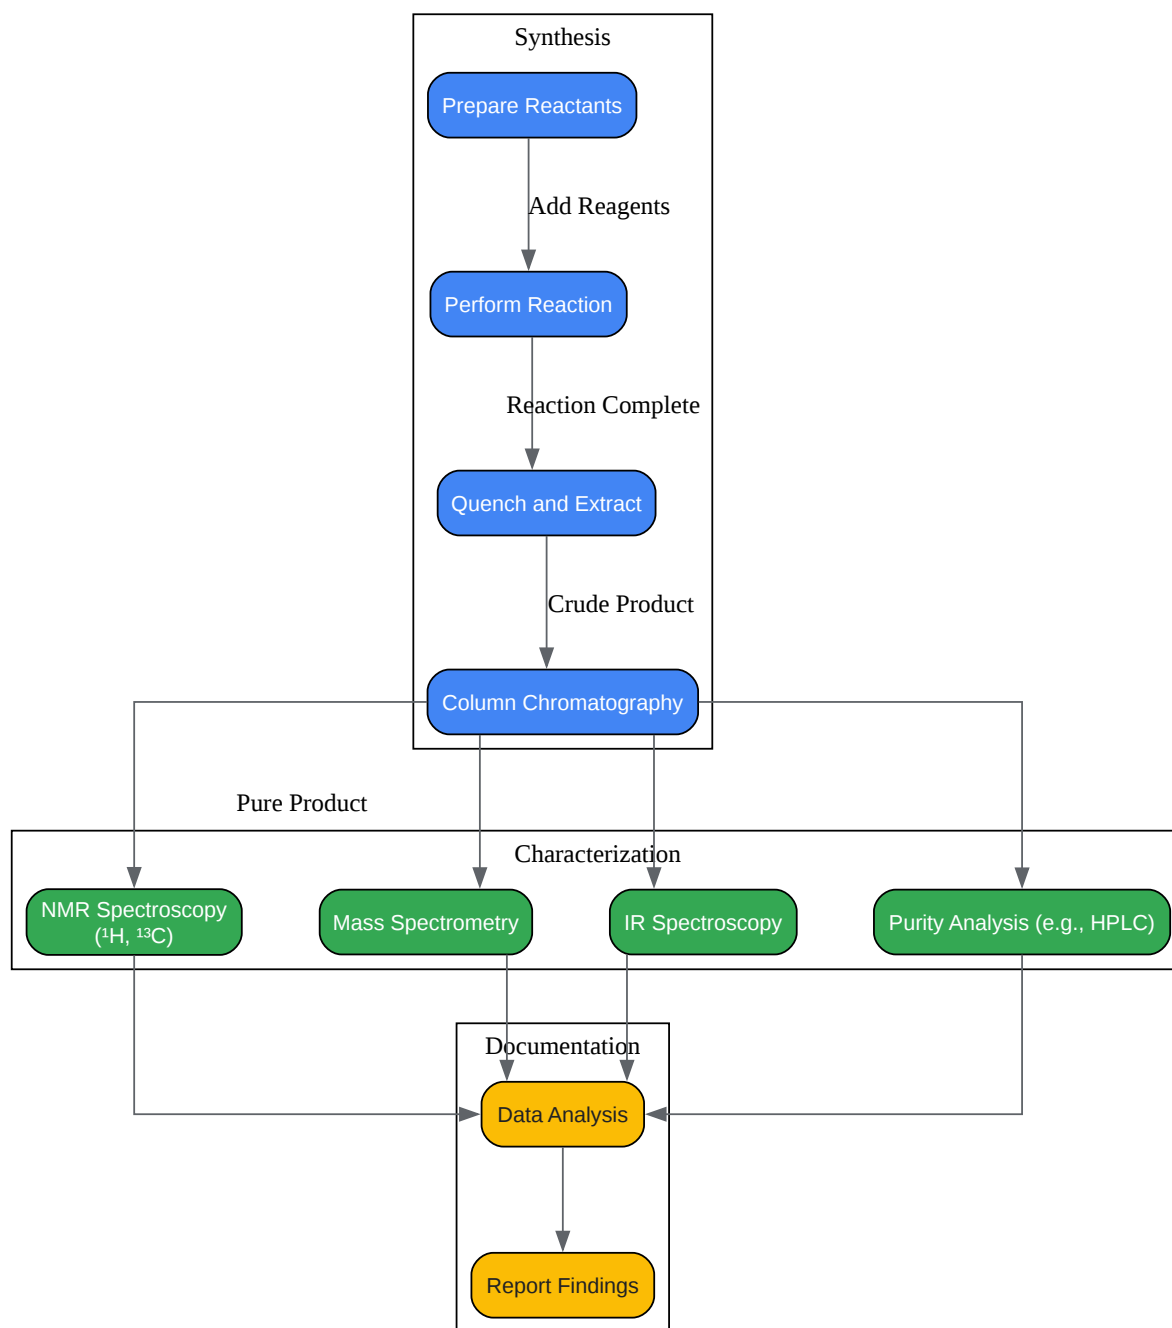 Synthesis
Prepare Reactants
Add Reagents
Perform Reaction
Reaction Complete
Quench and Extract
Crude Product
Column Chromatography
Pure Product
Characterization
NMR Spectroscopy
(¹H, ¹³C)
Mass Spectrometry
IR Spectroscopy
Purity Analysis (e.g., HPLC)
Documentation
Data Analysis
Report Findings